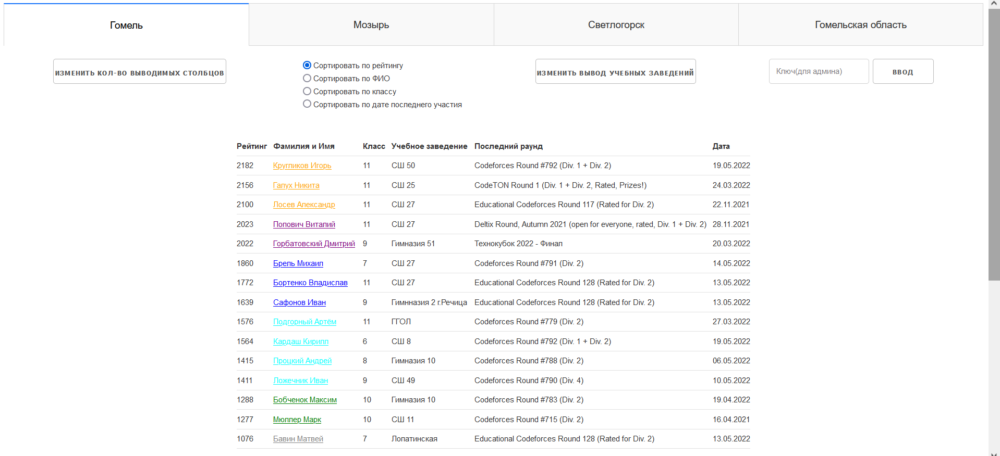 Гомель Мозырь Светлогорск Гомельская область
ИЗМЕНИТЬ КОЛ-ВО ВЫВОДИМЫХ СТОЛБЦОВ
Сортировать по рейтингу
Сортировать по ФИО
Сортировать по классу
Сортировать по дате последнего участия
ИЗМЕНИТЬ ВЫВОД УЧЕБНЫХ ЗАВЕДЕНИЙ
Ключ(для админа) ВВОД
Рейтинг Фамилия и Имя Класс Учебное заведение Последний раунд Дата
2182 Кругликов Игорь 11 СШ 50 Codeforces Round #792 (Div. 1 + Div. 2) 19.05.2022
2156 Галух Никита 11 СШ 25 CodeTON Round 1 (Div. 1 + Div. 2, Rated, Prizes!) 24.03.2022
2100 Лосев Александр 11 СШ 27 Educational Codeforces Round 117 (Rated for Div. 2) 22.11.2021
2023 Попович Виталий 11 СШ 27 Deltix Round, Autumn 2021 (open for everyone, rated, Div. 1 + Div. 2) 28.11.2021
2022 Горбатовский Дмитрий 9 Гимназия 51 Технокубок 2022 - Финал 20.03.2022
1860 Брель Михаил 7 СШ 27 Codeforces Round #791 (Div. 2) 14.05.2022
1772 Бортенко Владислав 11 СШ 27 Educational Codeforces Round 128 (Rated for Div. 2) 13.05.2022
1639 Сафонов Иван 9 Гимнназия 2 г.Речица Educational Codeforces Round 128 (Rated for Div. 2) 13.05.2022
1576 Подгорный Артём 11 ГГОЛ Codeforces Round #779 (Div. 2) 27.03.2022
1564 Кардаш Кирилл 6 СШ 8 Codeforces Round #792 (Div. 1 + Div. 2) 19.05.2022
1415 Процкий Андрей 8 Гимназия 10 Codeforces Round #788 (Div. 2) 06.05.2022
1411 Ложечник Иван 9 СШ 49 Codeforces Round #790 (Div. 4) 10.05.2022
1288 Бобченок Максим 10 Гимназия 10 Codeforces Round #783 (Div. 2) 19.04.2022
1277 Мюллер Марк 10 СШ 11 Codeforces Round #715 (Div. 2) 16.04.2021
1076 Бавин Матвей 7 Лопатинская Educational Codeforces Round 128 (Rated for Div. 2) 13.05.2022